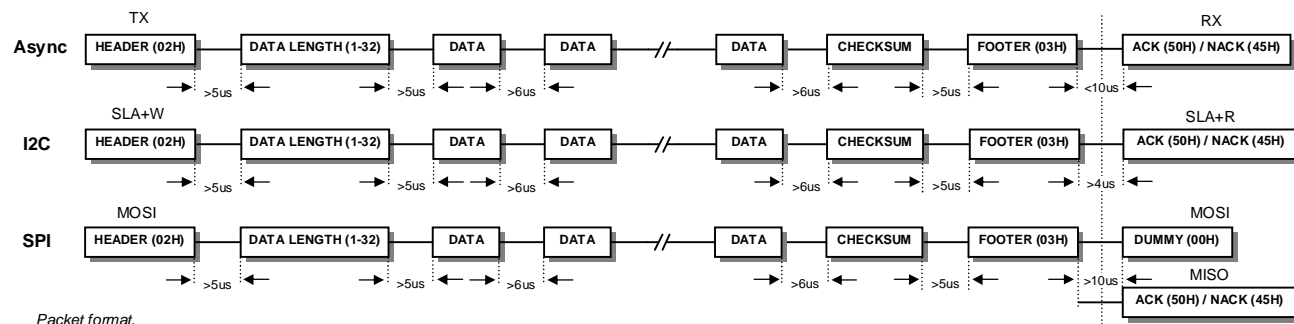 TX RX
Async HEADER (02H) DATA LENGTH (1-32) DATA DATA DATA CHECKSUM FOOTER (03H) ACK (50H) / NACK (45H)
>5us >5us >6us >6us >5us <10us
SLA+W SLA+R
I2C HEADER (02H) DATA LENGTH (1-32) DATA DATA DATA CHECKSUM FOOTER (03H) ACK (50H) / NACK (45H)
>5us >5us >6us >6us >5us >4us
MOSI MOSI
SPI HEADER (02H) DATA LENGTH (1-32) DATA DATA DATA CHECKSUM FOOTER (03H) DUMMY (00H)
>5us >5us >6us >6us >5us >10us
MISO
ACK (50H) / NACK (45H)
Packet format.